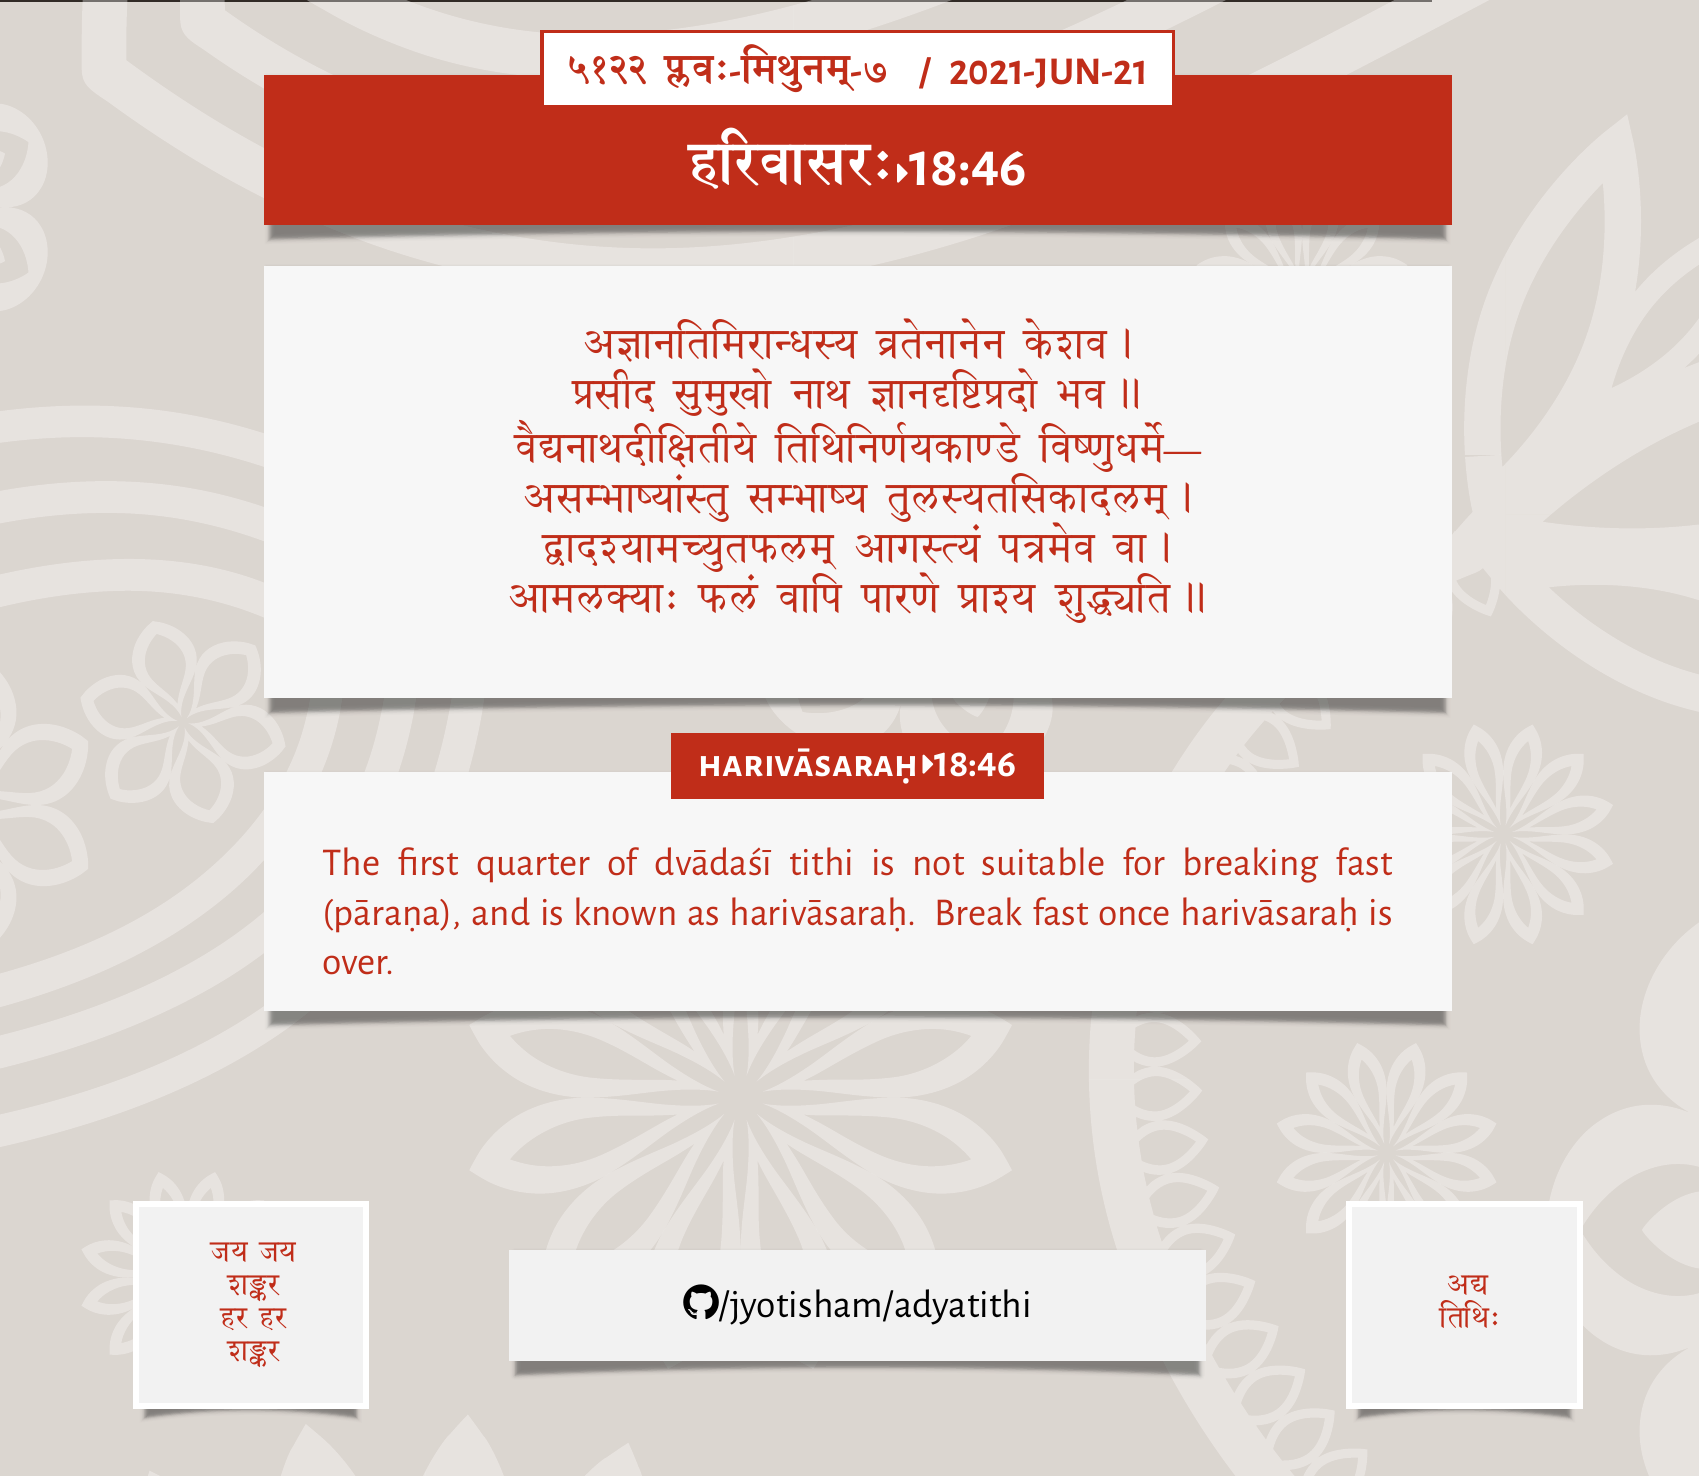 ५१२२ प्लवः-मिथुनम्-७ / 2021-JUN-21
हरिवासरः▸18:46
अज्ञानतिमिरान्धस्य व्रतेनानेन केशव।
प्रसीद सुमुखो नाथ ज्ञानदृष्टिप्रदो भव॥
वैद्यनाथदीक्षितीये तिथिनिर्णयकाण्डे विष्णुधर्मे—
असम्भाष्यांस्तु सम्भाष्य तुलस्यतसिकादलम्।
द्वादश्यामच्युतफलम् आगस्त्यं पत्रमेव वा।
आमलक्याः फलं वापि पारणे प्राश्य शुद्ध्यति॥
HARIVĀSARAḤ▸18:46
The first quarter of dvādaśī tithi is not suitable for breaking fast
(pāraṇa), and is known as harivāsaraḥ. Break fast once harivāsaraḥ is
over.
जय जय
शङ्कर
हर हर
शङ्कर
/jyotisham/adyatithi
अद्य
तिथिः